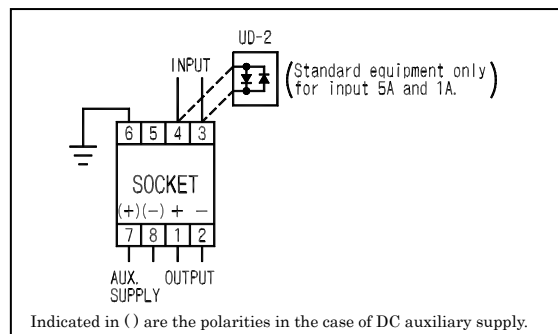 UD-2
INPUT
(Standard equipment only
for input 5A and 1A.)
6 5 4 3
SOCKET
(+) (−) + −
7 8 1 2
AUX. OUTPUT
SUPPLY
Indicated in () are the polarities in the case of DC auxiliary supply.